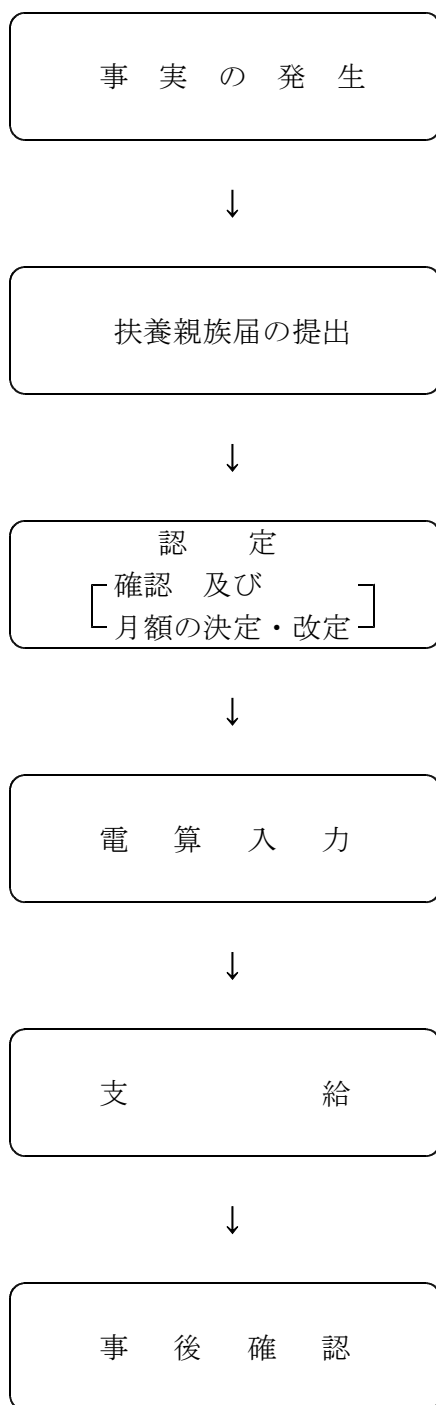 事実の発生
↓
扶養親族届の提出
↓
認定
確認 及び
月額の決定・改定
↓
電算入力
↓
支給
↓
事後確認